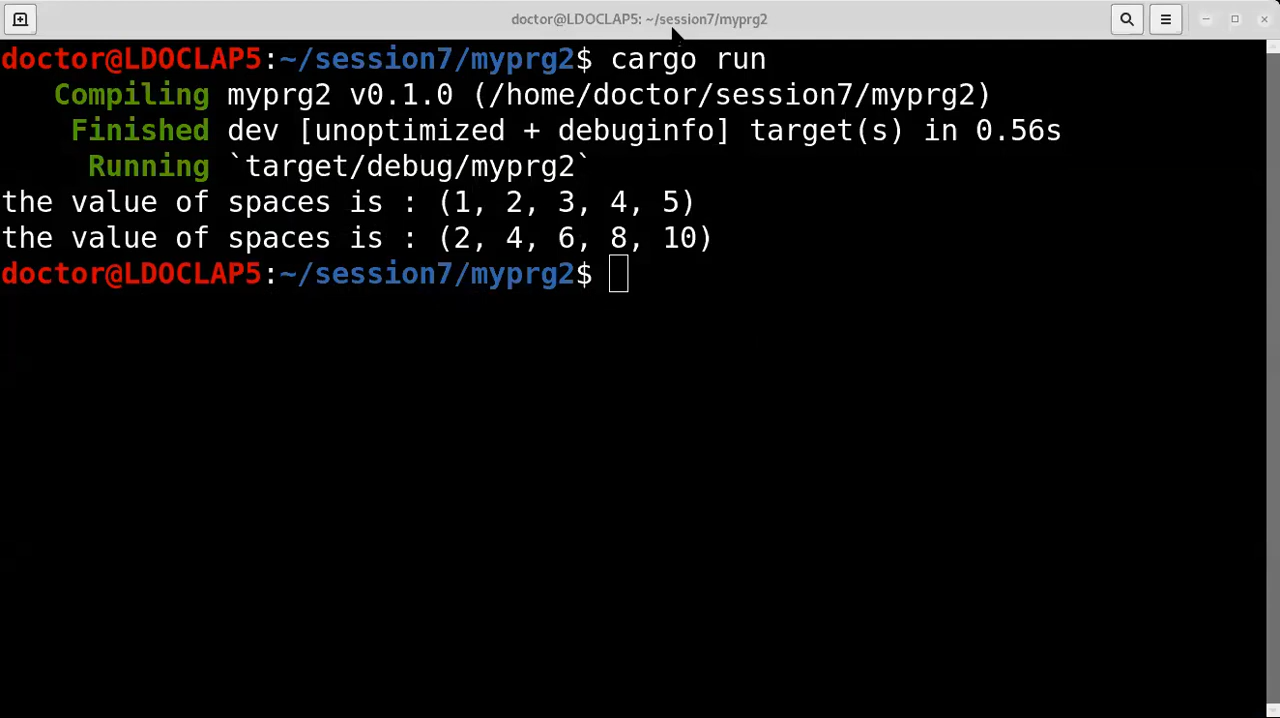 doctor@LDOCLAP5: ~/session7/myprg2
doctor@LDOCLAP5:~/session7/myprg2$ cargo run
Compiling myprg2 v0.1.0 (/home/doctor/session7/myprg2)
Finished dev [unoptimized + debuginfo] target(s) in 0.56s
Running `target/debug/myprg2`
the value of spaces is : (1, 2, 3, 4, 5)
the value of spaces is : (2, 4, 6, 8, 10)
doctor@LDOCLAP5:~/session7/myprg2$